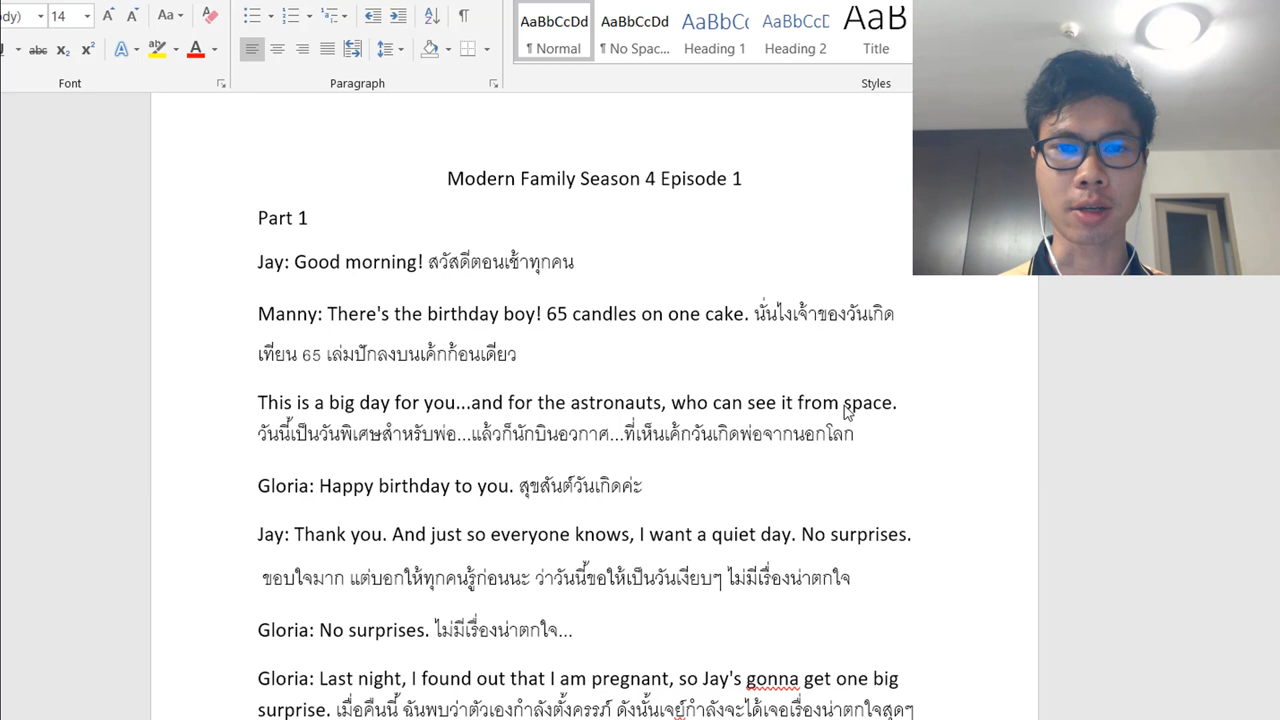 ody)
14
Aa
abc
x₂
x²
A
A
Font
Paragraph
AaBbCcDd
¶ Normal
AaBbCcDd
¶ No Spac...
AaBbCc
Heading 1
AaBbCcD
Heading 2
AaB
Title
Styles
Modern Family Season 4 Episode 1
Part 1
Jay: Good morning! สวัสดีตอนเช้าทุกคน
Manny: There's the birthday boy! 65 candles on one cake. นั่นไงเจ้าของวันเกิด
เทียน 65 เล่มปักลงบนเค้กก้อนเดียว
This is a big day for you...and for the astronauts, who can see it from space.
วันนี้เป็นวันพิเศษสำหรับพ่อ...แล้วก็นักบินอวกาศ...ที่เห็นเค้กวันเกิดพ่อจากนอกโลก
Gloria: Happy birthday to you. สุขสันต์วันเกิดค่ะ
Jay: Thank you. And just so everyone knows, I want a quiet day. No surprises.
ขอบใจมาก แต่บอกให้ทุกคนรู้ก่อนนะ ว่าวันนี้ขอให้เป็นวันเงียบๆ ไม่มีเรื่องน่าตกใจ
Gloria: No surprises. ไม่มีเรื่องน่าตกใจ...
Gloria: Last night, I found out that I am pregnant, so Jay's gonna get one big
surprise. เมื่อคืนนี้ ฉันพบว่าตัวเองกำลังตั้งครรภ์ ดังนั้นเจย์กำลังจะได้เจอเรื่องน่าตกใจสุดๆ